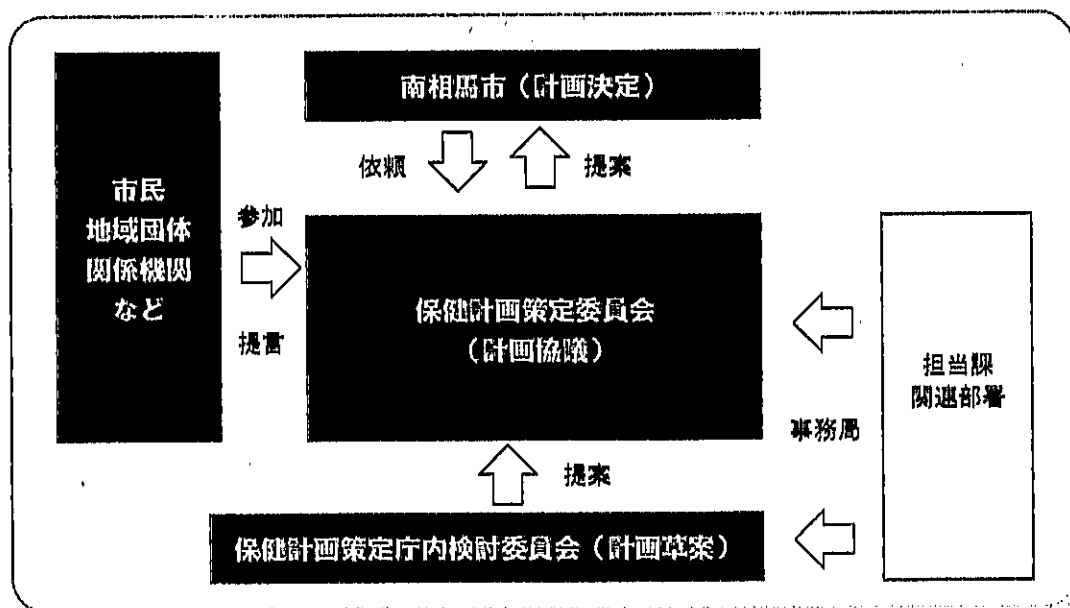 南相馬市（計画決定）
依頼
提案
市民
地域団体
関係機関
など
参加
提言
保健計画策定委員会
（計画協議）
担当課
関連部署
事務局
提案
保健計画策定庁内検討委員会（計画草案）